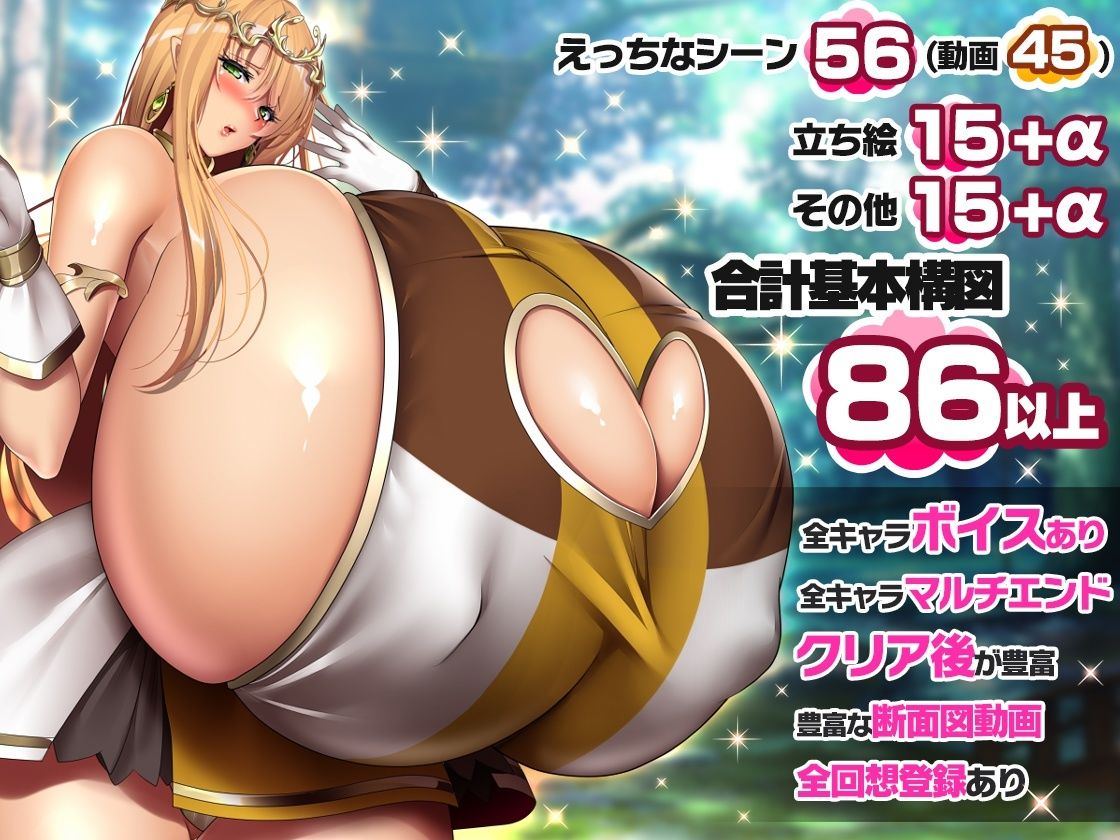 えっちなシーン 56 (動画 45)
立ち絵 15+α
その他 15+α
合計基本構図
86以上
全キャラボイスあり
全キャラマルチエンド
クリア後が豊富
豊富な断面図動画
全回想登録あり